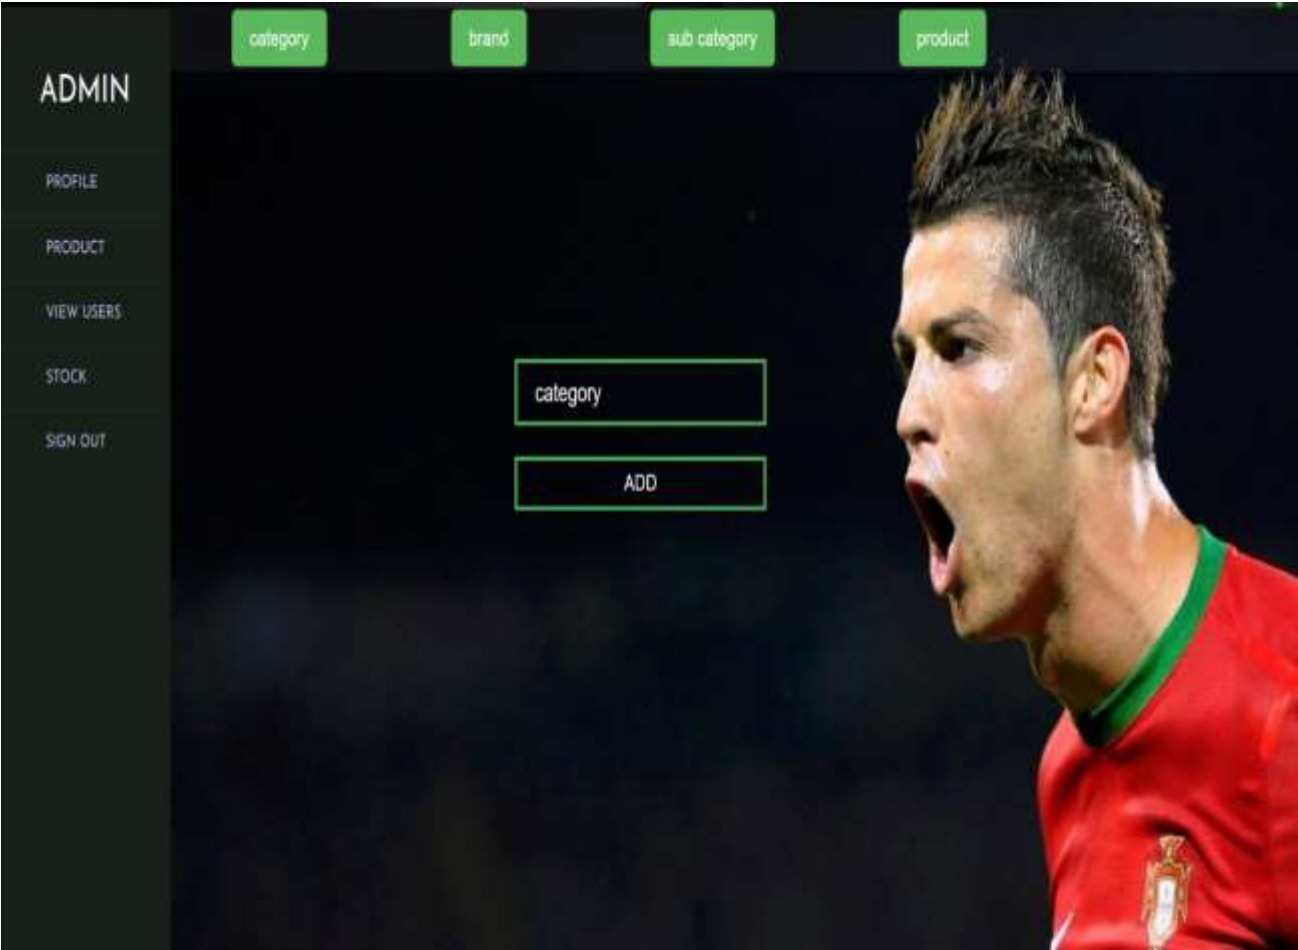 category brand sub category product
ADMIN
PROFILE
PRODUCT
VIEW USERS
STOCK
SIGN OUT
category
ADD